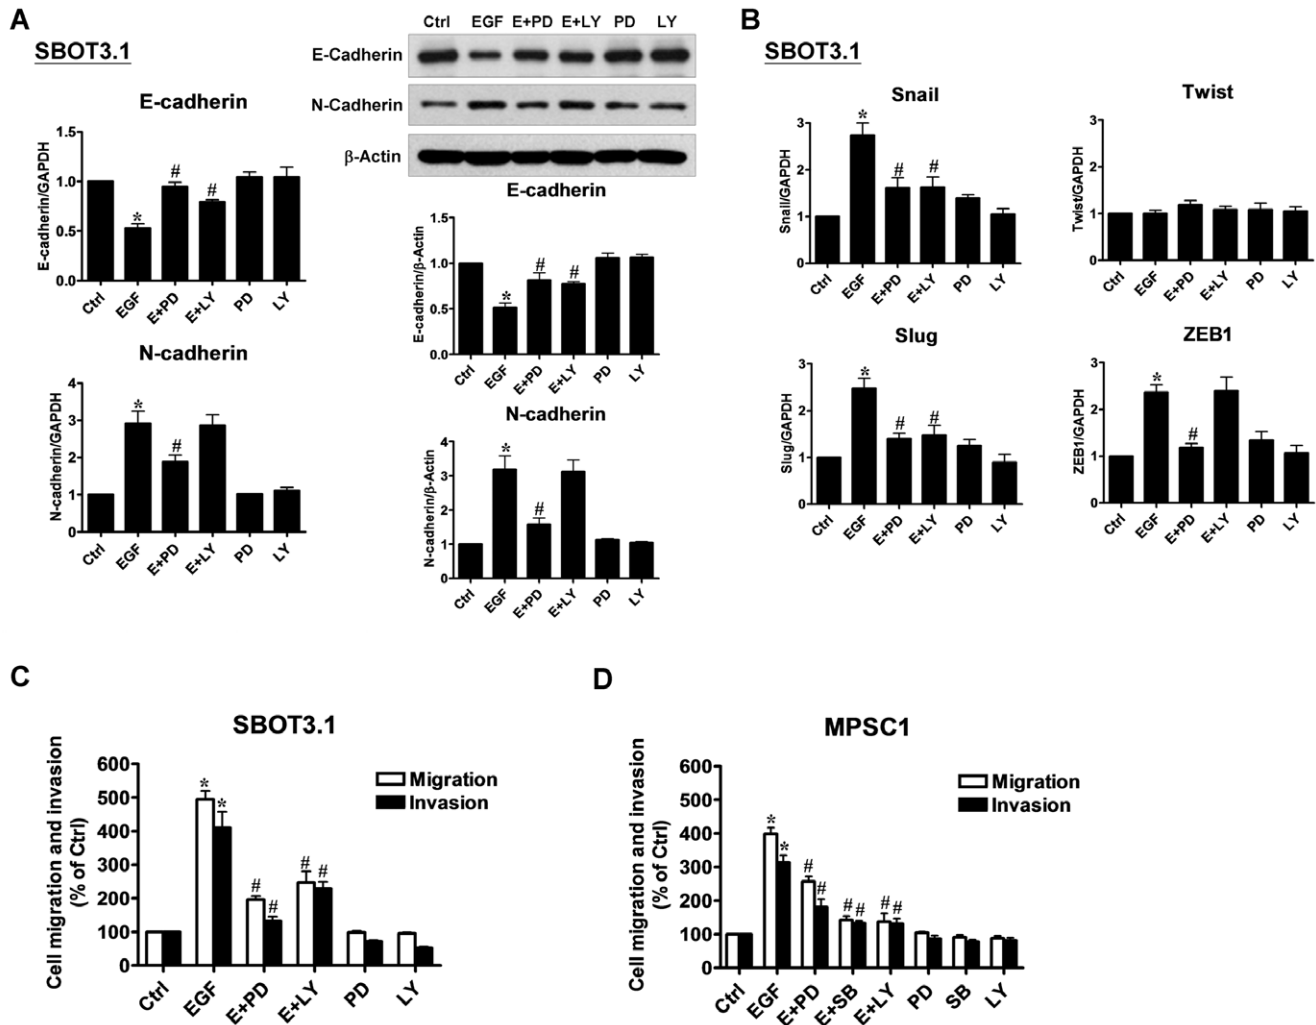 A
SBOT3.1
E-cadherin
E-cadherin/GAPDH
1.5
1.0
0.5
0.0
*
#
#
Ctrl
EGF
E+PD
E+LY
PD
LY
N-cadherin
N-cadherin/GAPDH
4
3
2
1
0
*
#
Ctrl
EGF
E+PD
E+LY
PD
LY
Ctrl EGF E+PD E+LY PD LY
E-Cadherin
N-Cadherin
β-Actin
E-cadherin
E-cadherin/β-Actin
1.5
1.0
0.5
0.0
*
#
#
Ctrl
EGF
E+PD
E+LY
PD
LY
N-cadherin
N-cadherin/β-Actin
4
3
2
1
0
*
#
Ctrl
EGF
E+PD
E+LY
PD
LY
B
SBOT3.1
Snail
Snail/GAPDH
3
2
1
0
*
#
#
Ctrl
EGF
E+PD
E+LY
PD
LY
Twist
Twist/GAPDH
3
2
1
0
Ctrl
EGF
E+PD
E+LY
PD
LY
Slug
Slug/GAPDH
3
2
1
0
*
#
#
Ctrl
EGF
E+PD
E+LY
PD
LY
ZEB1
ZEB1/GAPDH
3
2
1
0
*
#
Ctrl
EGF
E+PD
E+LY
PD
LY
C
SBOT3.1
Cell migration and invasion
(% of Ctrl)
600
500
400
300
200
100
0
Migration
Invasion
*
*
#
#
#
#
Ctrl
EGF
E+PD
E+LY
PD
LY
D
MPSC1
Cell migration and invasion
(% of Ctrl)
600
500
400
300
200
100
0
Migration
Invasion
*
*
#
#
#
#
#
#
Ctrl
EGF
E+PD
E+SB
E+LY
PD
SB
LY